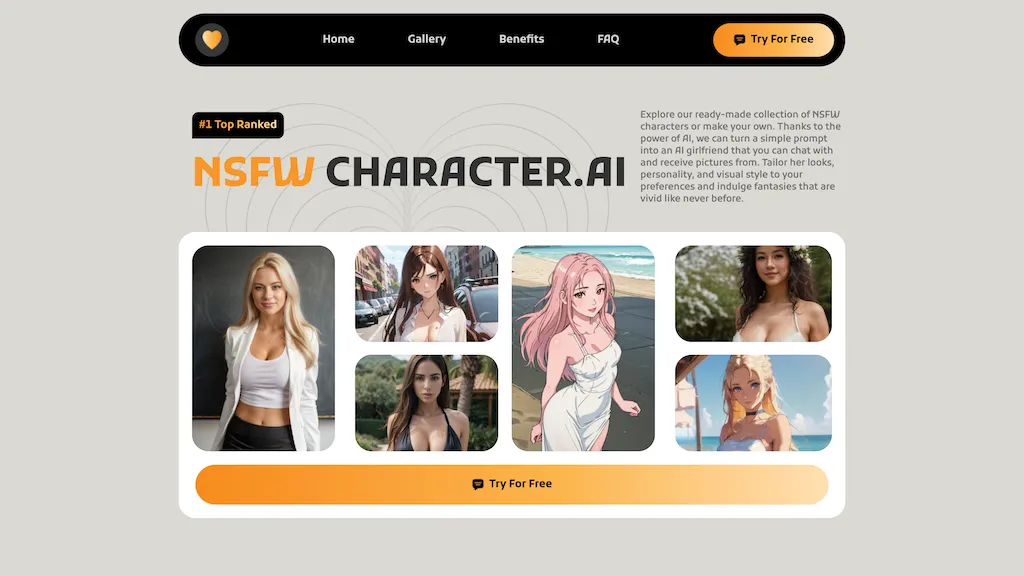 Home
Gallery
Benefits
FAQ
Try For Free
#1 Top Ranked
NSFW CHARACTER.AI
Explore our ready-made collection of NSFW
characters or make your own. Thanks to the
power of AI, we can turn a simple prompt
into an AI girlfriend that you can chat with
and receive pictures from. Tailor her looks,
personality, and visual style to your
preferences and indulge fantasies that are
vivid like never before.
Try For Free